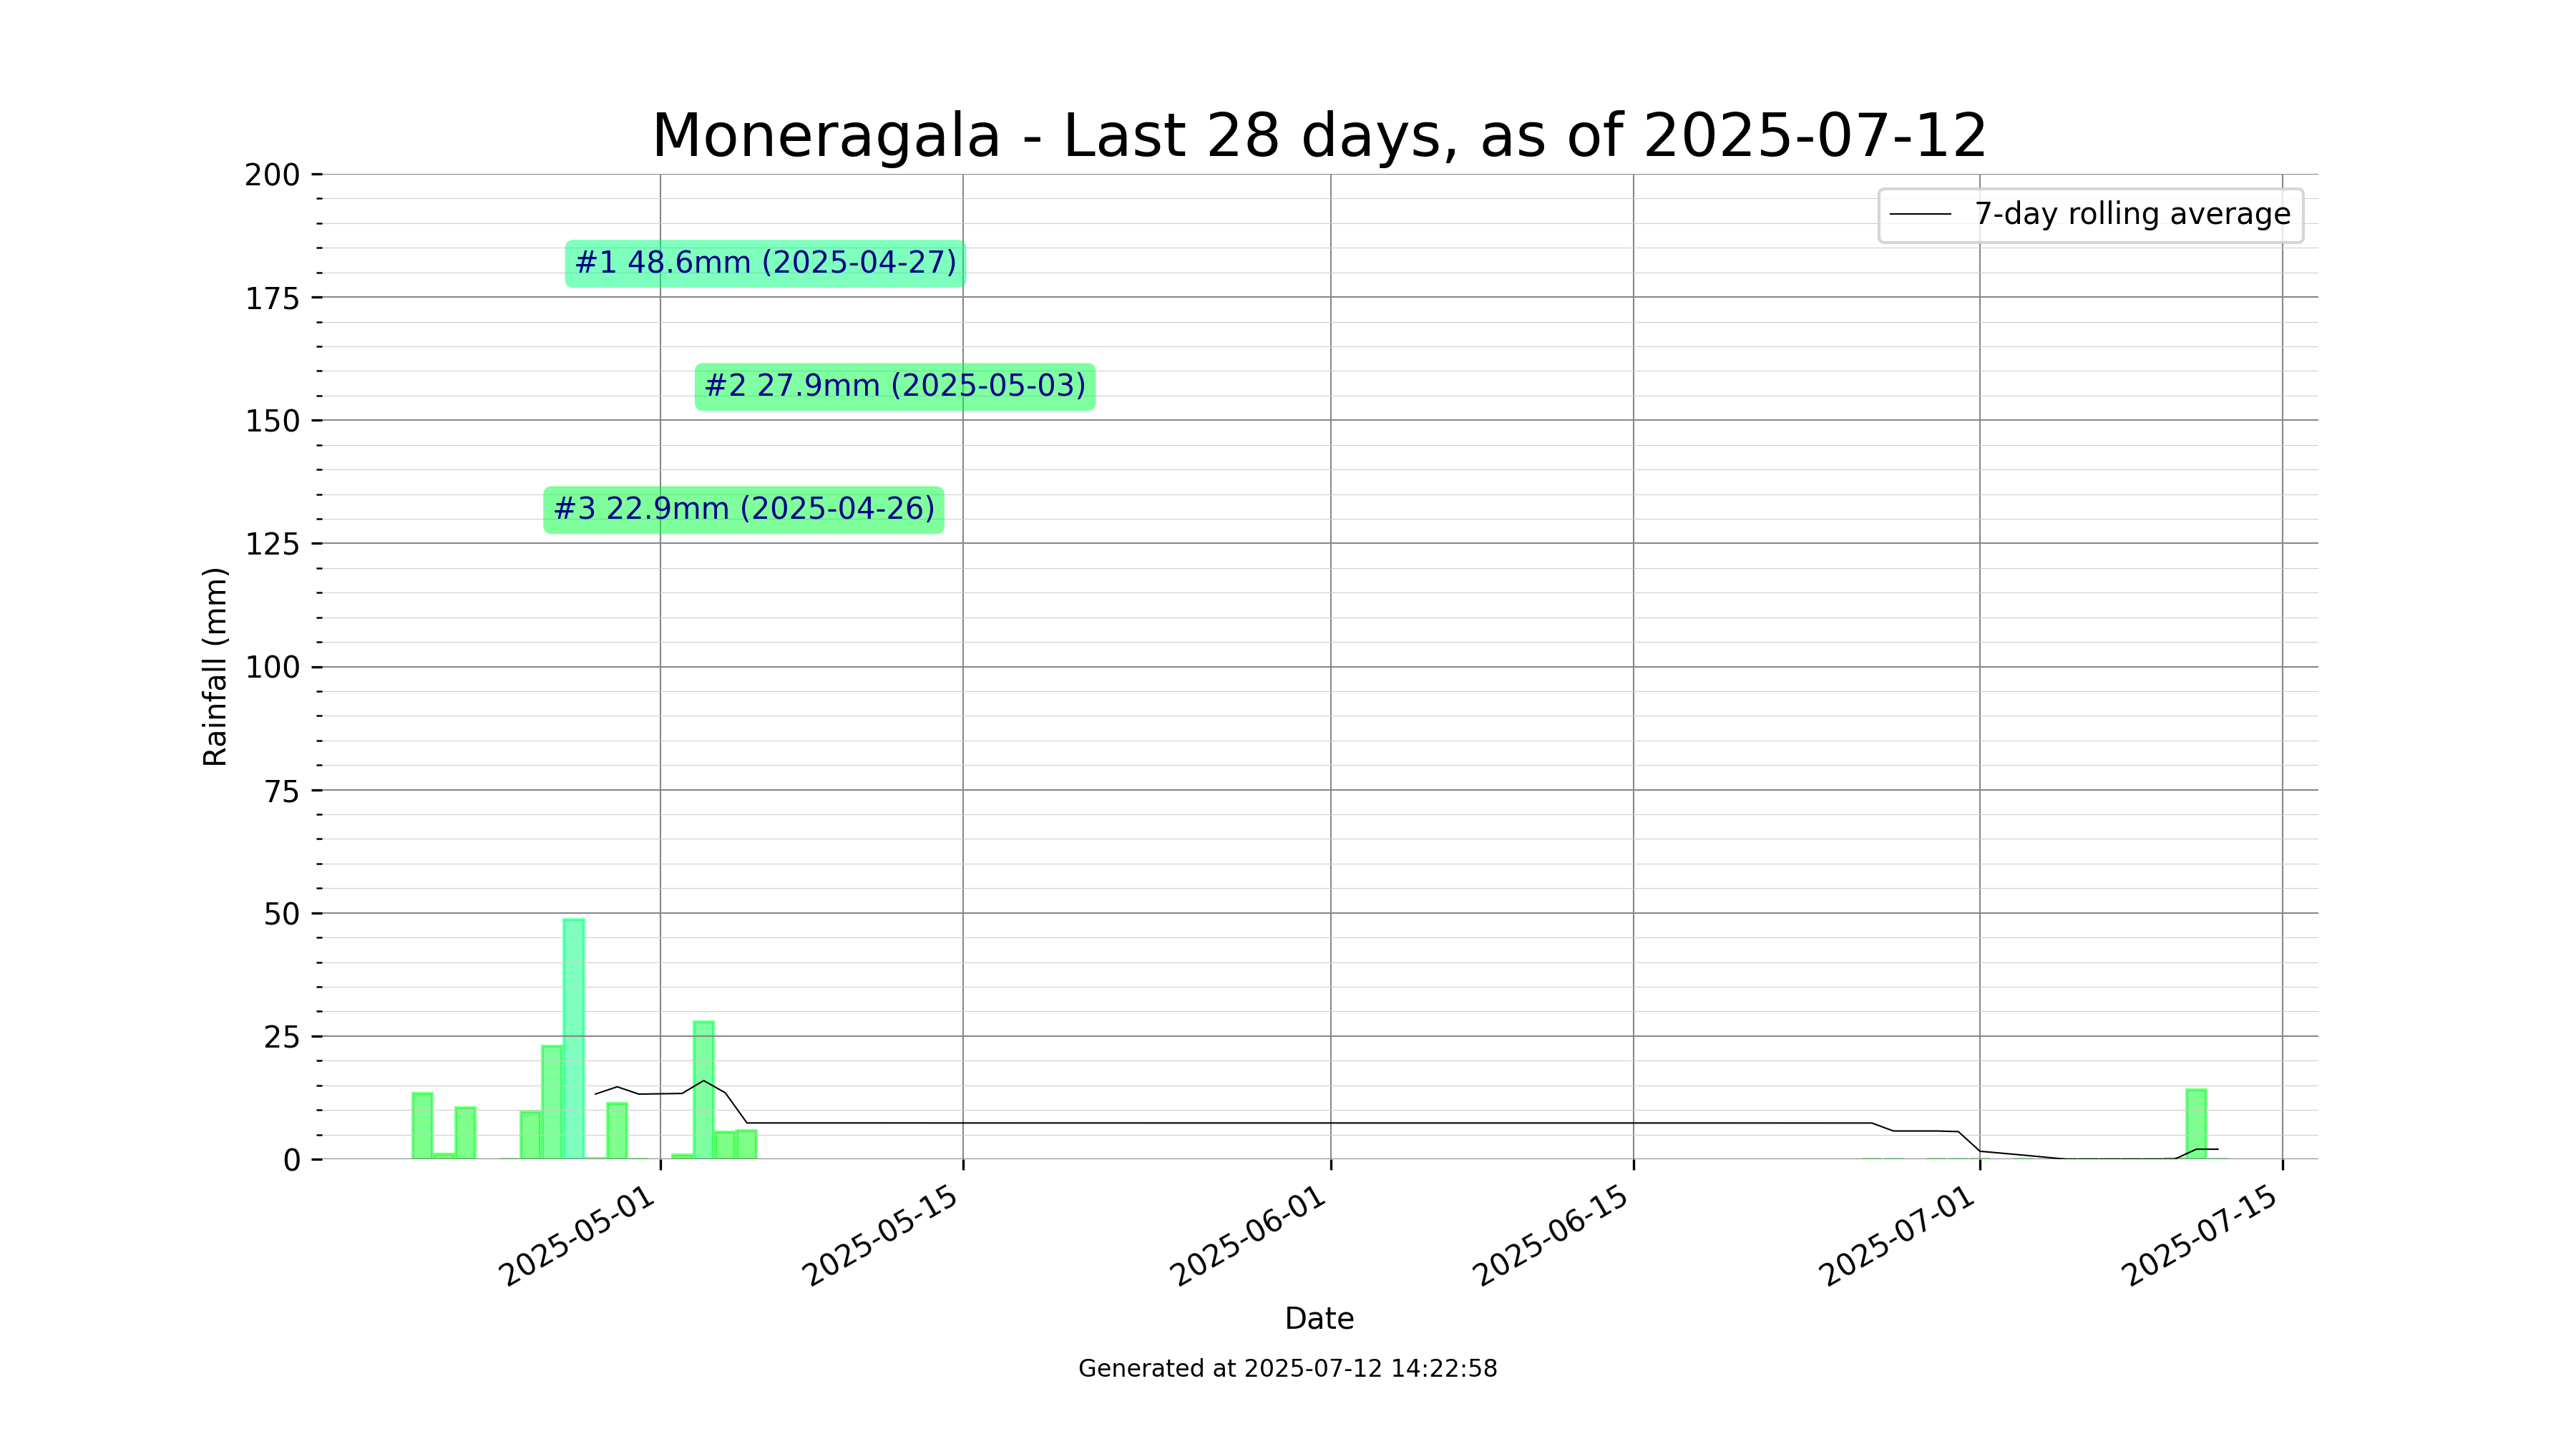 Moneragala - Last 28 days, as of 2025-07-12
200
175
150
125
100
75
50
25
0
Rainfall (mm)
7-day rolling average
#1 48.6mm (2025-04-27)
#2 27.9mm (2025-05-03)
#3 22.9mm (2025-04-26)
2025-05-01
2025-05-15
2025-06-01
2025-06-15
2025-07-01
2025-07-15
Date
Generated at 2025-07-12 14:22:58